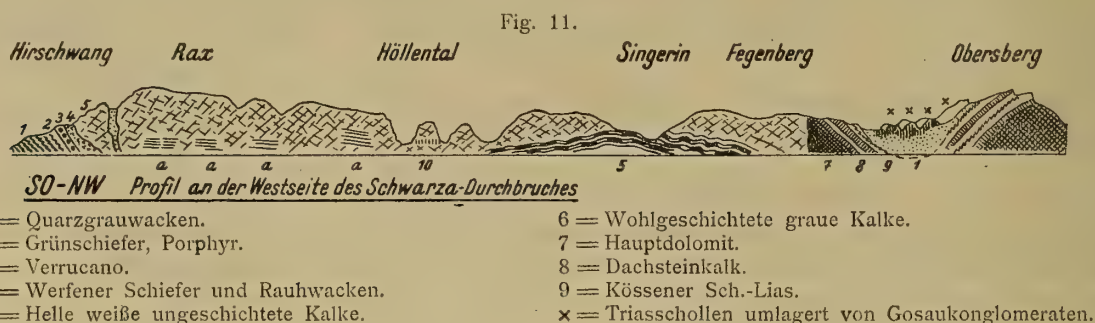 Fig. 11.
Hirschwang Rax Höllental Singerin Fegenberg Obersberg
1 2 3 4 5
× × × ×
a a a a 10 5 7 8 9 1
SO-NW Profil an der Westseite des Schwarza-Durchbruches
= Quarzgrauwacken.
= Grünschiefer, Porphyr.
= Verrucano.
= Werfener Schiefer und Rauhwacken.
= Helle weiße ungeschichtete Kalke.
6 = Wohlgeschichtete graue Kalke.
7 = Hauptdolomit.
8 = Dachsteinkalk.
9 = Kössener Sch.-Lias.
× = Triasschollen umlagert von Gosaukonglomeraten.